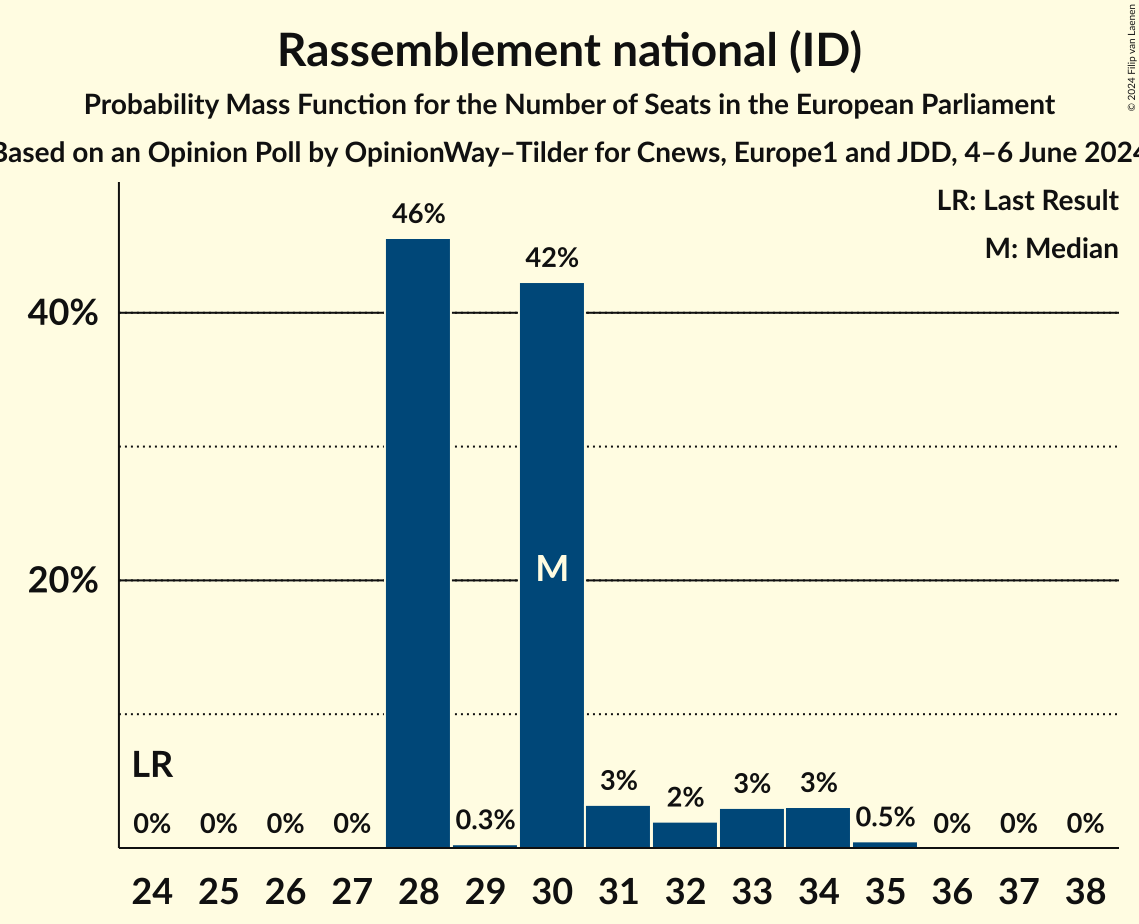 Rassemblement national (ID)
Probability Mass Function for the Number of Seats in the European Parliament
Based on an Opinion Poll by OpinionWay–Tilder for Cnews, Europe1 and JDD, 4–6 June 2024
© 2024 Filip van Laenen
LR: Last Result
M: Median
46%
42%
40%
M
20%
LR
3%
2%
3%
3%
0%
0%
0%
0%
0.3%
0.5%
0%
0%
0%
24 25 26 27 28 29 30 31 32 33 34 35 36 37 38